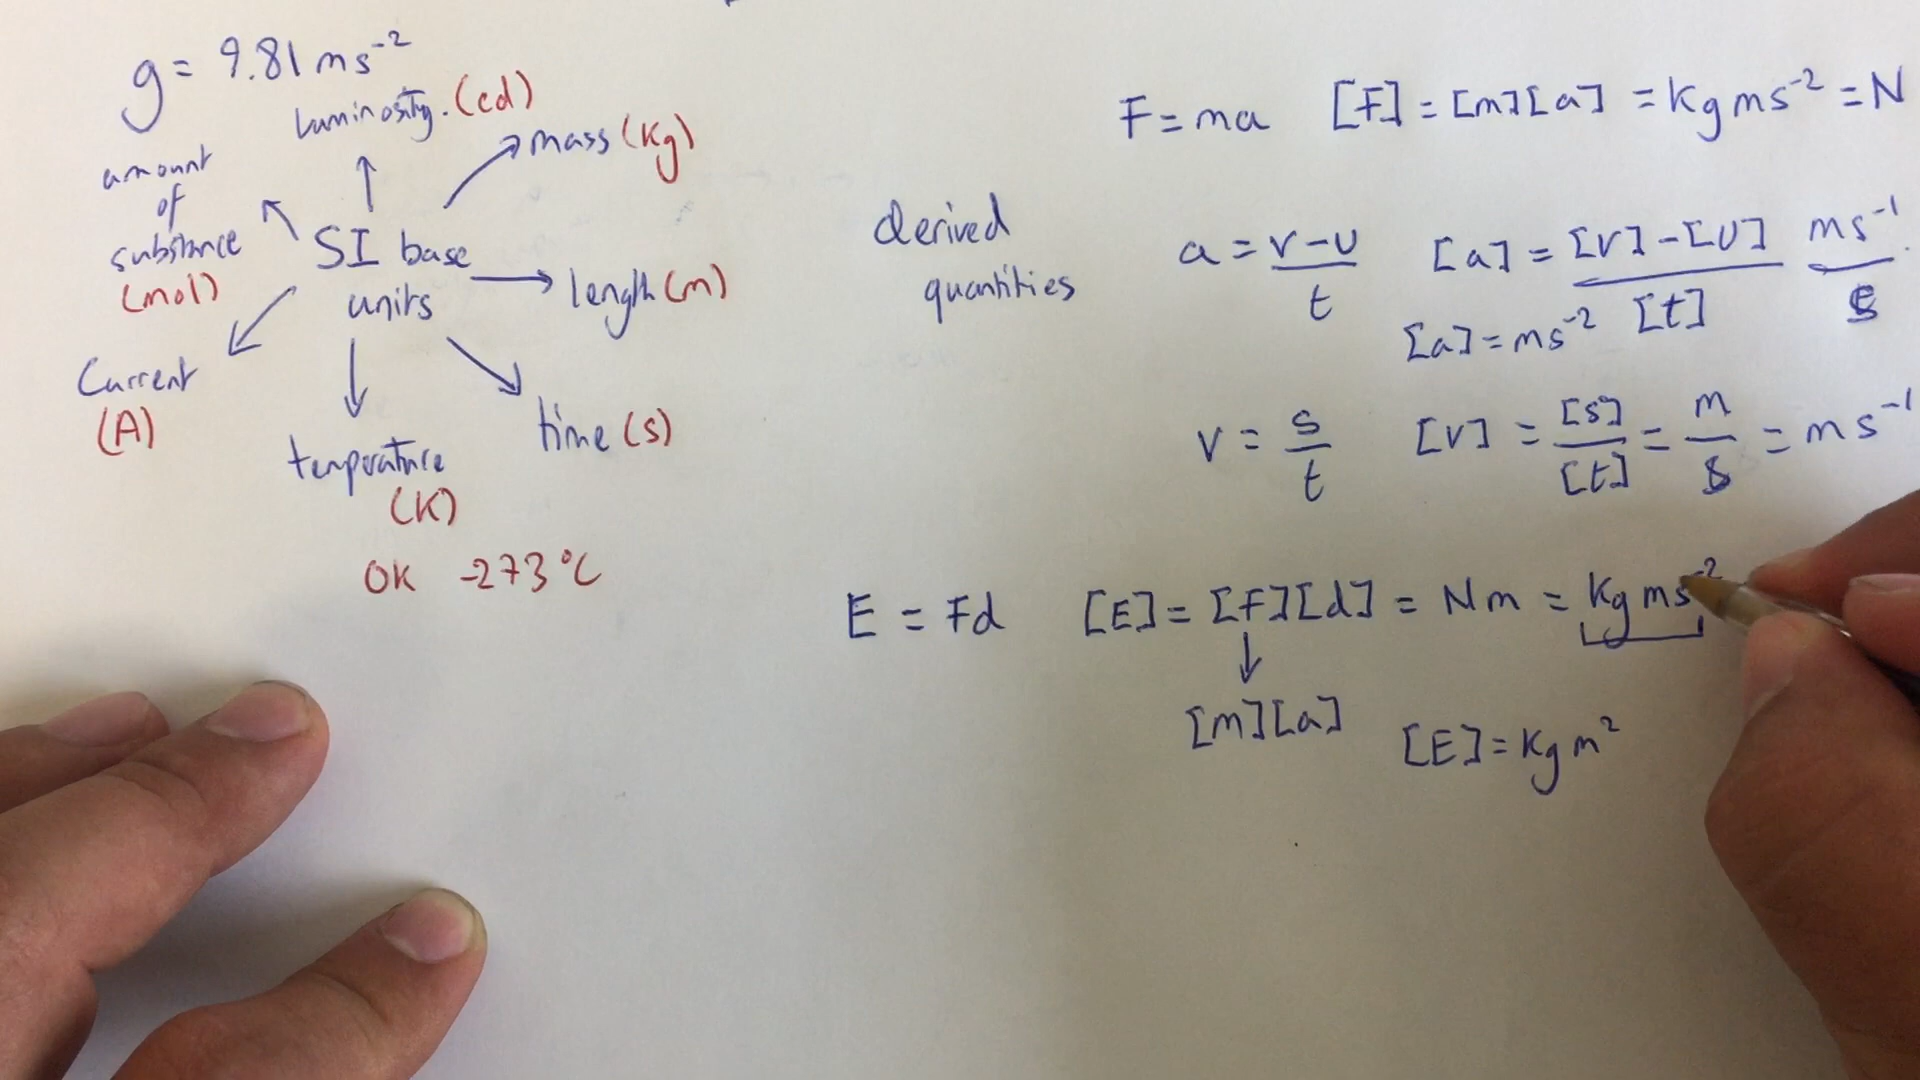 g = 9.81 ms⁻²
luminosity. (cd)
mass (kg)
amount
of
substance
(mol)
SI base
units
length (m)
Current
(A)
temperature
(K)
0K -273°C
time (s)
F = ma [F] = [m][a] = kg ms⁻² = N
derived
quantities
a = v-u / t [a] = [v]-[u] / [t] ms⁻¹ / s
[a] = ms⁻²
v = s / t [v] = [s] / [t] = m / s = ms⁻¹
E = Fd [E] = [F][d] = Nm = kg ms⁻²
↓
[m][a]
[E] = kg m²